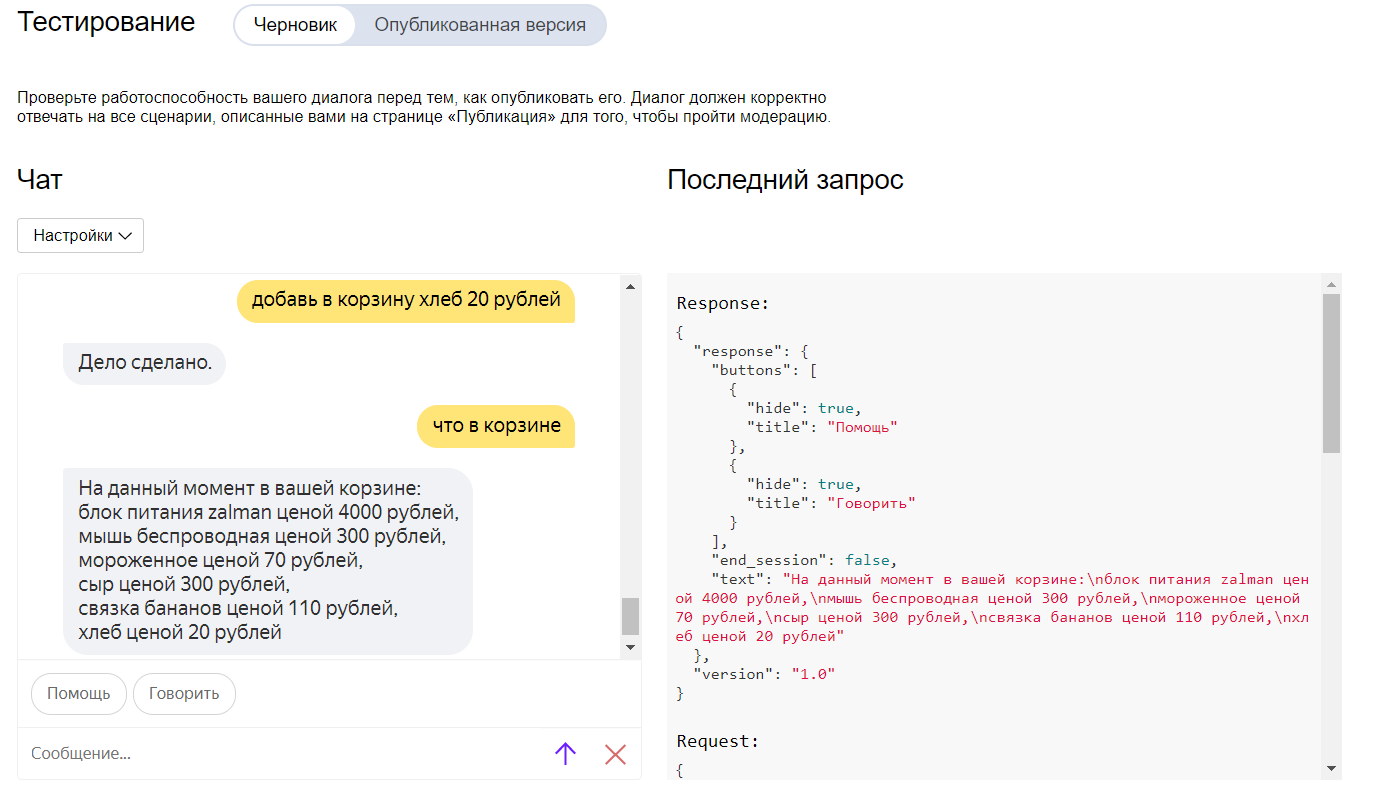 Тестирование
Черновик
Опубликованная версия
Проверьте работоспособность вашего диалога перед тем, как опубликовать его. Диалог должен корректно
отвечать на все сценарии, описанные вами на странице «Публикация» для того, чтобы пройти модерацию.
Чат
Настройки
добавь в корзину хлеб 20 рублей
Дело сделано.
что в корзине
На данный момент в вашей корзине:
блок питания zalman ценой 4000 рублей,
мышь беспроводная ценой 300 рублей,
мороженное ценой 70 рублей,
сыр ценой 300 рублей,
связка бананов ценой 110 рублей,
хлеб ценой 20 рублей
Помощь
Говорить
Сообщение...
Последний запрос
Response:
{
"response": {
"buttons": [
{
"hide": true,
"title": "Помощь"
},
{
"hide": true,
"title": "Говорить"
}
],
"end_session": false,
"text": "На данный момент в вашей корзине:\nблок питания zalman цен
ой 4000 рублей,\nмышь беспроводная ценой 300 рублей,\nмороженное ценой
70 рублей,\nсыр ценой 300 рублей,\nсвязка бананов ценой 110 рублей,\nхл
еб ценой 20 рублей"
},
"version": "1.0"
}
Request:
{